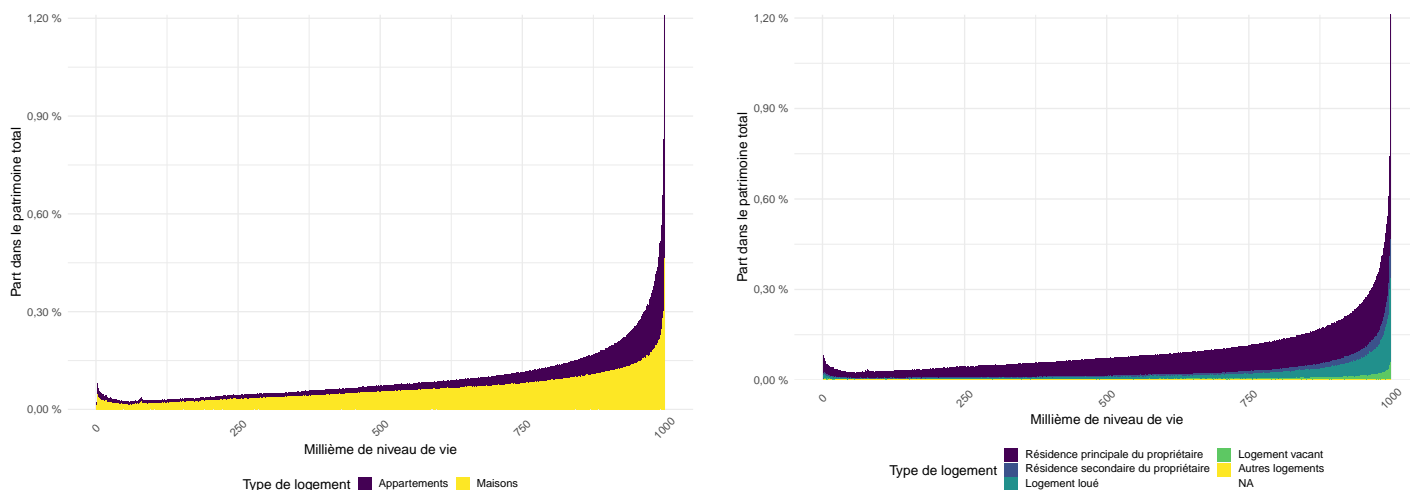 1,20 %
0,90 %
0,60 %
0,30 %
0,00 %
Part dans le patrimoine total
0
250
500
750
1000
Millième de niveau de vie
Type de logement Appartements Maisons
1,20 %
0,90 %
0,60 %
0,30 %
0,00 %
Part dans le patrimoine total
0
250
500
750
1000
Millième de niveau de vie
Type de logement
Résidence principale du propriétaire
Résidence secondaire du propriétaire
Logement loué
Logement vacant
Autres logements
NA